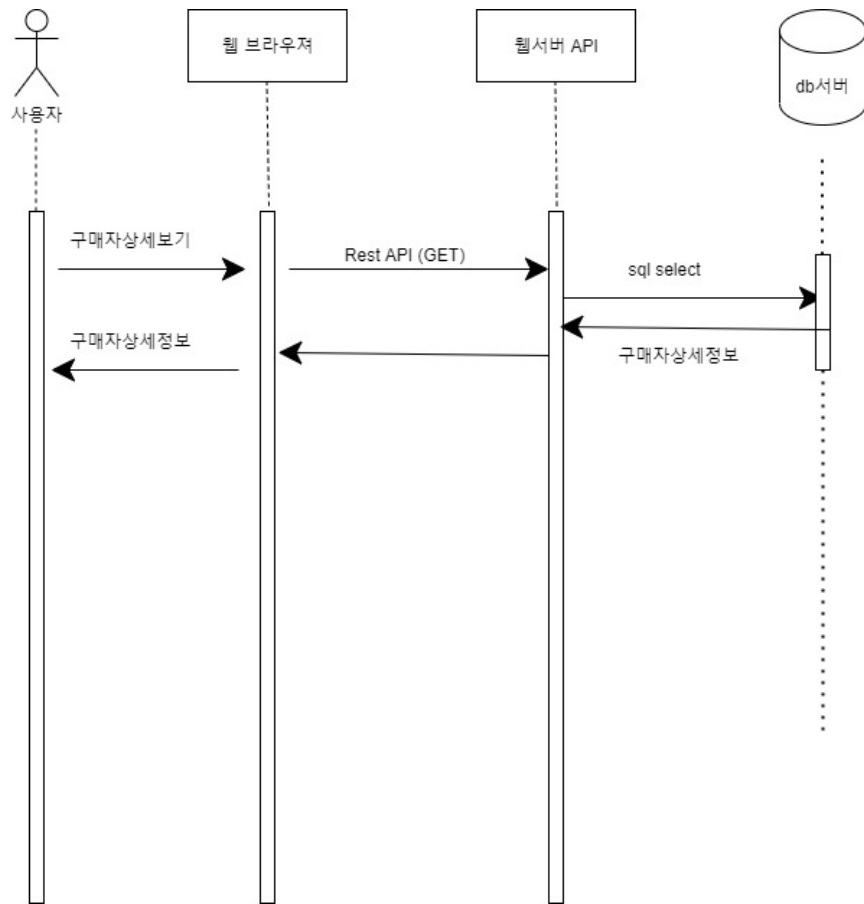 웹 브라우져
웹서버 API
db서버
사용자
구매자상세보기
Rest API (GET)
sql select
구매자상세정보
구매자상세정보